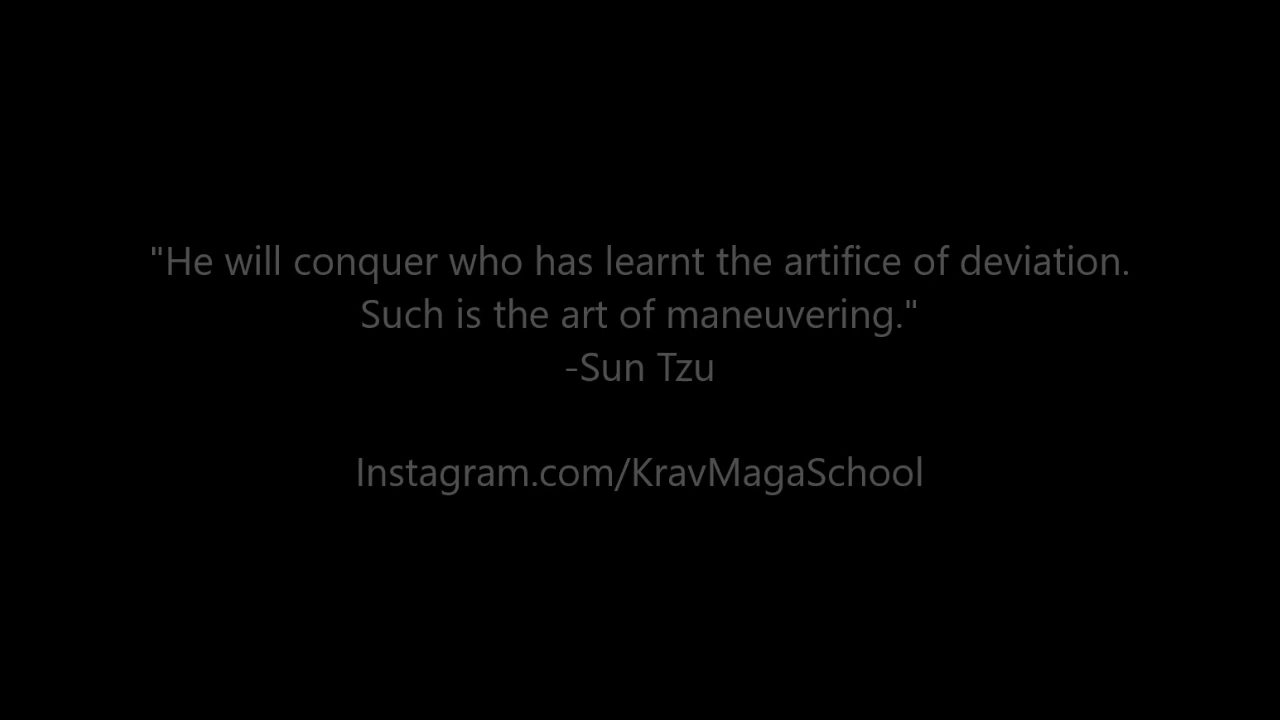 "He will conquer who has learnt the artifice of deviation.
Such is the art of maneuvering."
-Sun Tzu
Instagram.com/KravMagaSchool